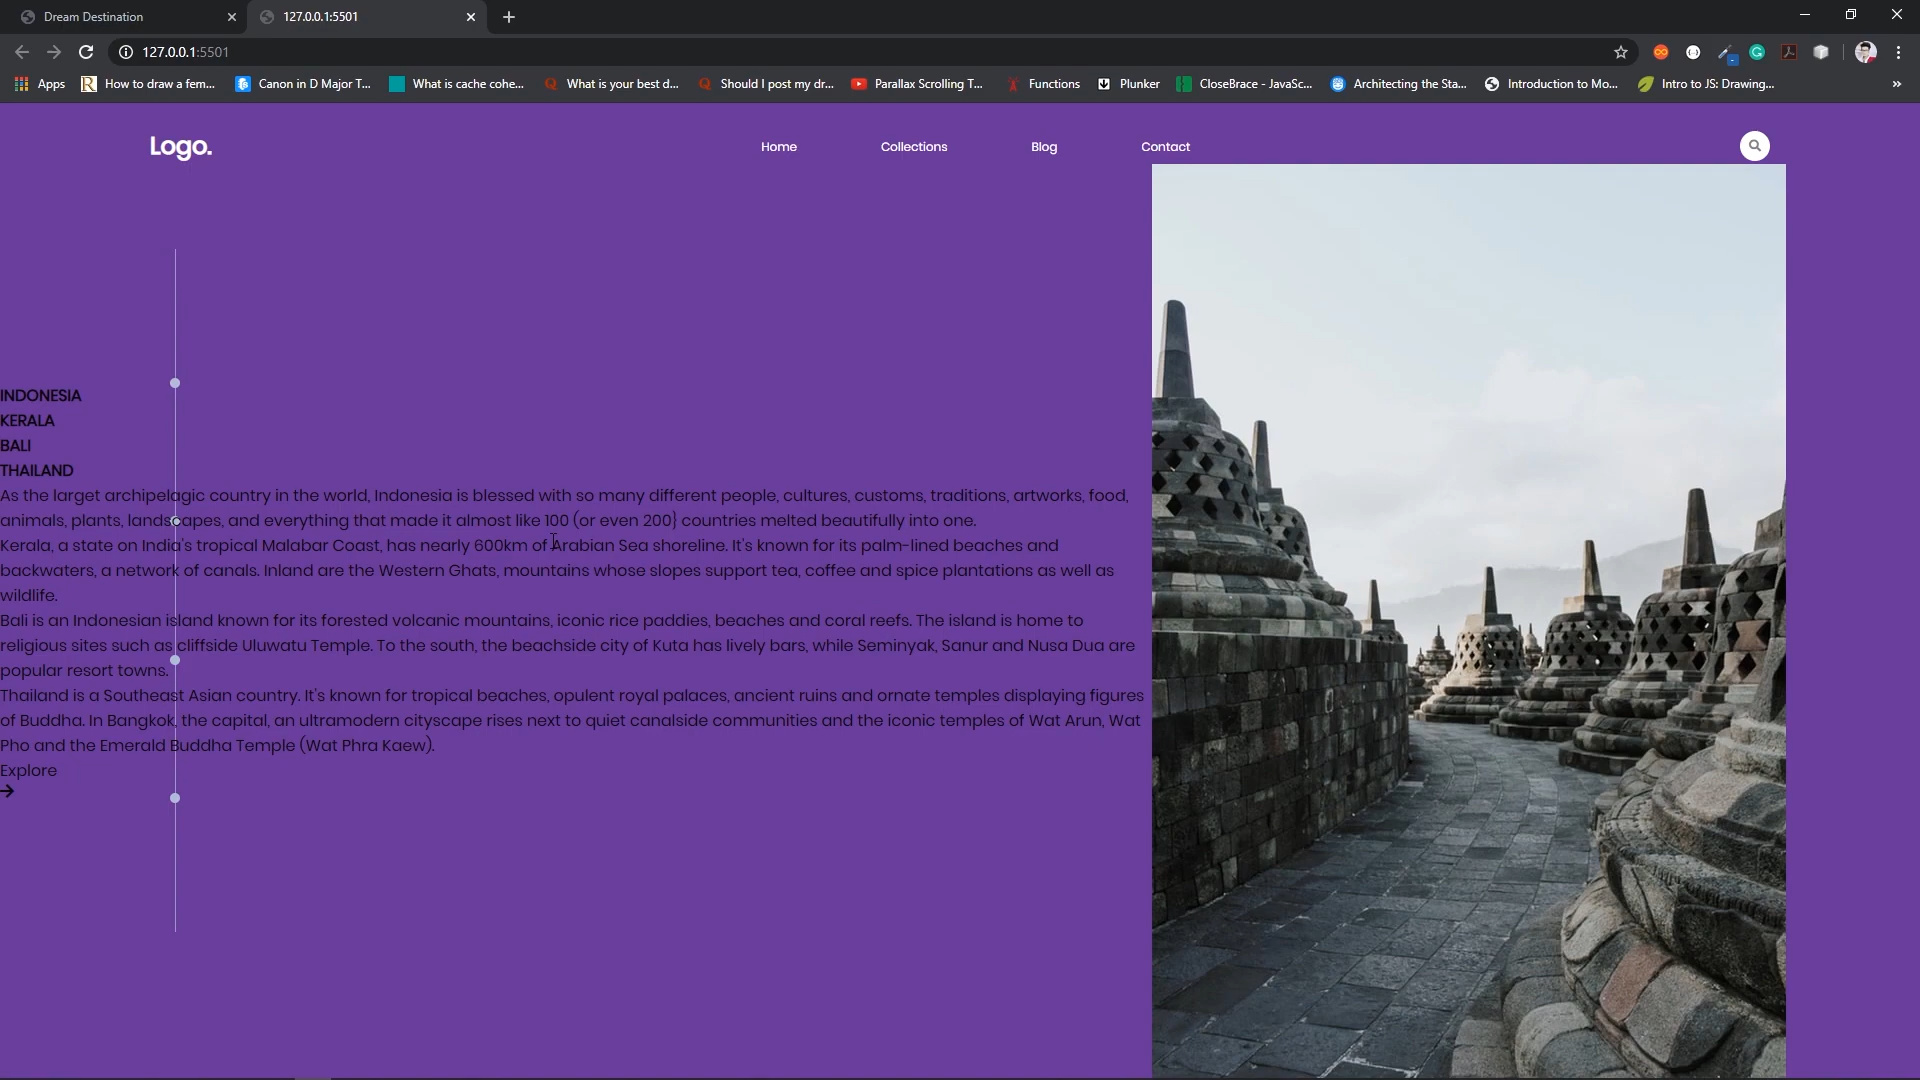 Dream Destination
127.0.0.1:5501
127.0.0.1:5501
Apps
How to draw a fem...
Canon in D Major T...
What is cache cohe...
What is your best d...
Should I post my dr...
Parallax Scrolling T...
Functions
Plunker
CloseBrace - JavaSc...
Architecting the Sta...
Introduction to Mo...
Intro to JS: Drawing...
Logo.
Home
Collections
Blog
Contact
INDONESIA
KERALA
BALI
THAILAND
As the larget archipelagic country in the world, Indonesia is blessed with so many different people, cultures, customs, traditions, artworks, food,
animals, plants, landscapes, and everything that made it almost like 100 (or even 200} countries melted beautifully into one.
Kerala, a state on India's tropical Malabar Coast, has nearly 600km of Arabian Sea shoreline. It's known for its palm-lined beaches and
backwaters, a network of canals. Inland are the Western Ghats, mountains whose slopes support tea, coffee and spice plantations as well as
wildlife.
Bali is an Indonesian island known for its forested volcanic mountains, iconic rice paddies, beaches and coral reefs. The island is home to
religious sites such as cliffside Uluwatu Temple. To the south, the beachside city of Kuta has lively bars, while Seminyak, Sanur and Nusa Dua are
popular resort towns.
Thailand is a Southeast Asian country. It's known for tropical beaches, opulent royal palaces, ancient ruins and ornate temples displaying figures
of Buddha. In Bangkok, the capital, an ultramodern cityscape rises next to quiet canalside communities and the iconic temples of Wat Arun, Wat
Pho and the Emerald Buddha Temple (Wat Phra Kaew).
Explore